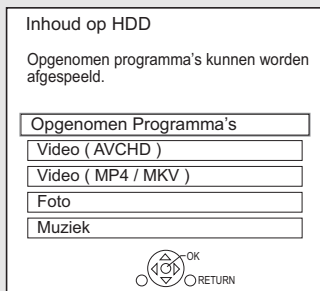 Inhoud op HDD
Opgenomen programma's kunnen worden
afgespeeld.
Opgenomen Programma's
Video ( AVCHD )
Video ( MP4 / MKV )
Foto
Muziek
OK
RETURN